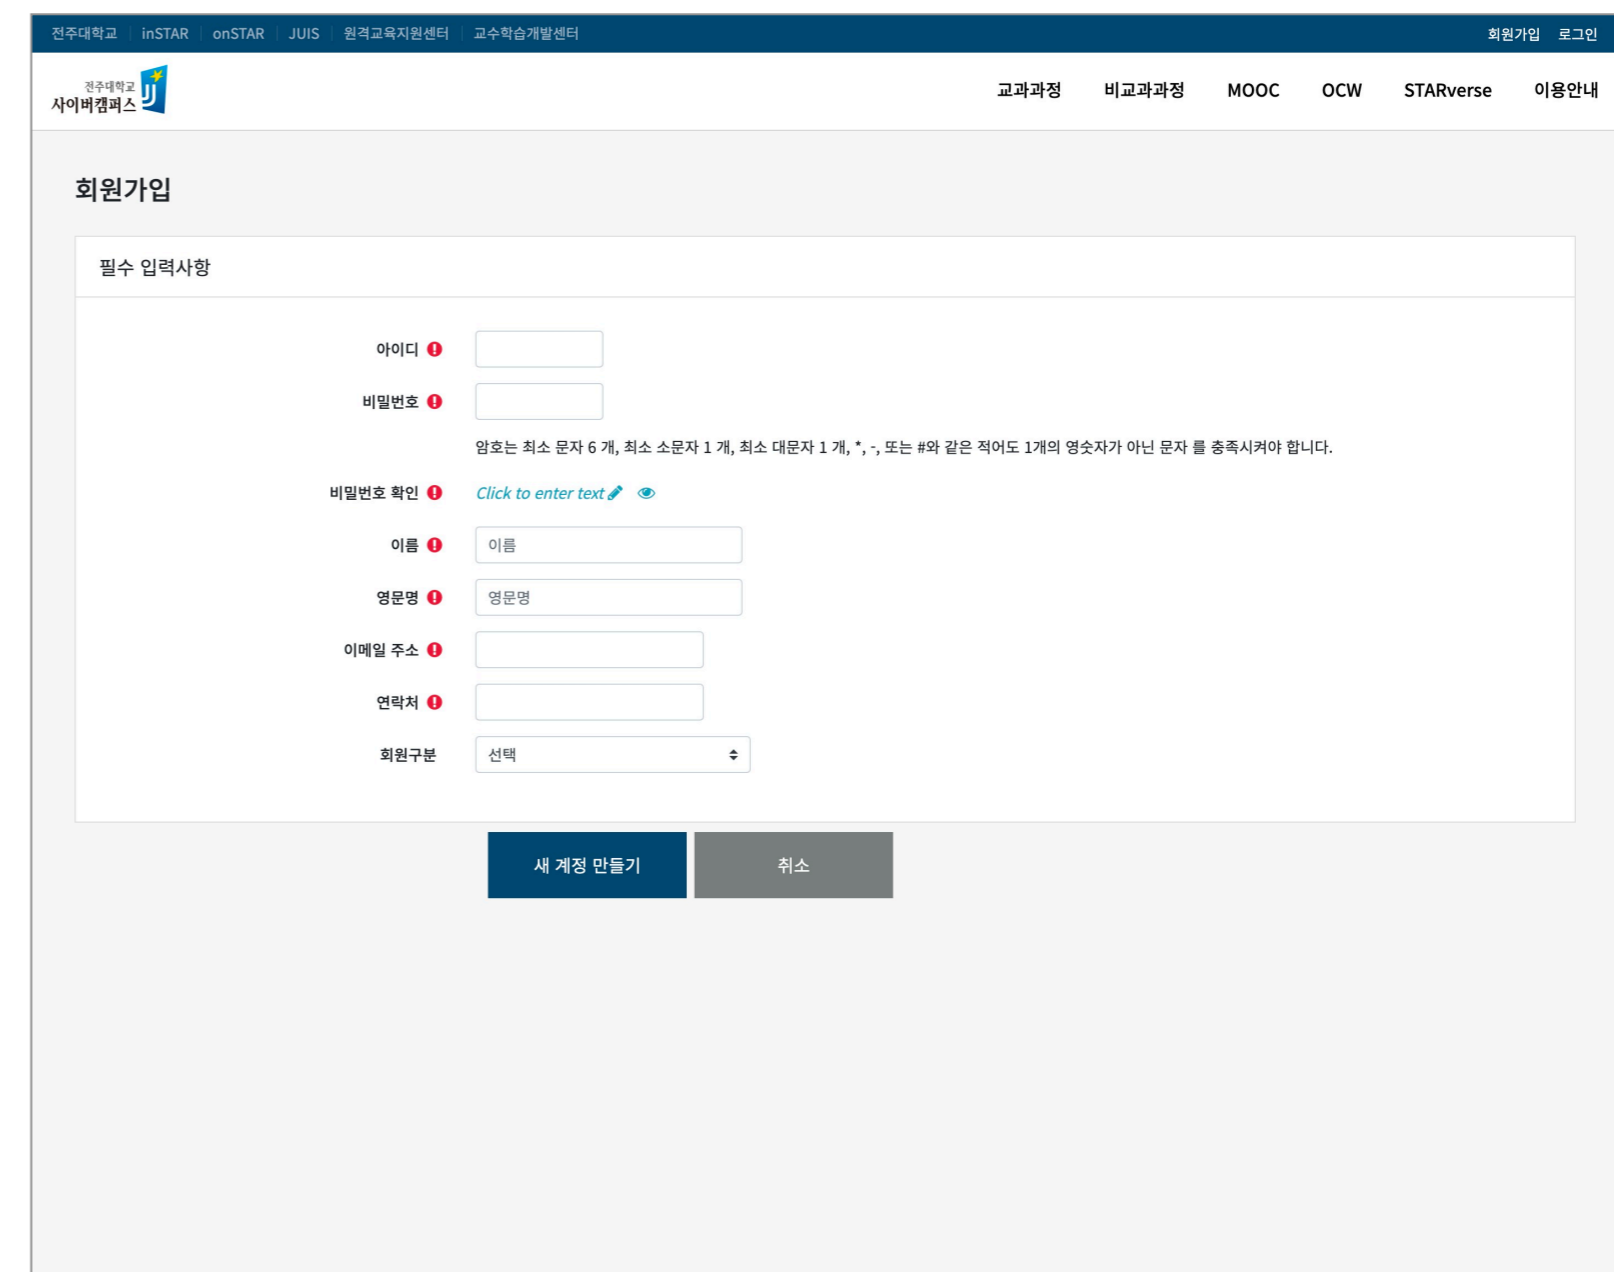 전주대학교 inSTAR onSTAR JUIS 원격교육지원센터 교수학습개발센터 회원가입 로그인
전주대학교
사이버캠퍼스
교과과정 비교과과정 MOOC OCW STARverse 이용안내
회원가입
필수 입력사항
아이디
비밀번호
암호는 최소 문자 6 개, 최소 소문자 1 개, 최소 대문자 1 개, *, -, 또는 #와 같은 적어도 1개의 영숫자가 아닌 문자 를 충족시켜야 합니다.
비밀번호 확인 Click to enter text
이름 이름
영문명 영문명
이메일 주소
연락처
회원구분 선택
새 계정 만들기 취소